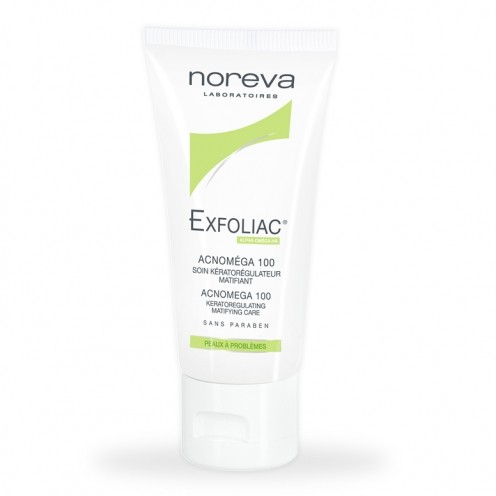 noreva
LABORATOIRES
EXFOLIAC®
ACNOMÉGA 100
SOIN KÉRATORÉGULATEUR
MATIFIANT
ACNOMEGA 100
KERATOREGULATING
MATIFYING CARE
SANS PARABEN
PEAUX À PROBLÈMES